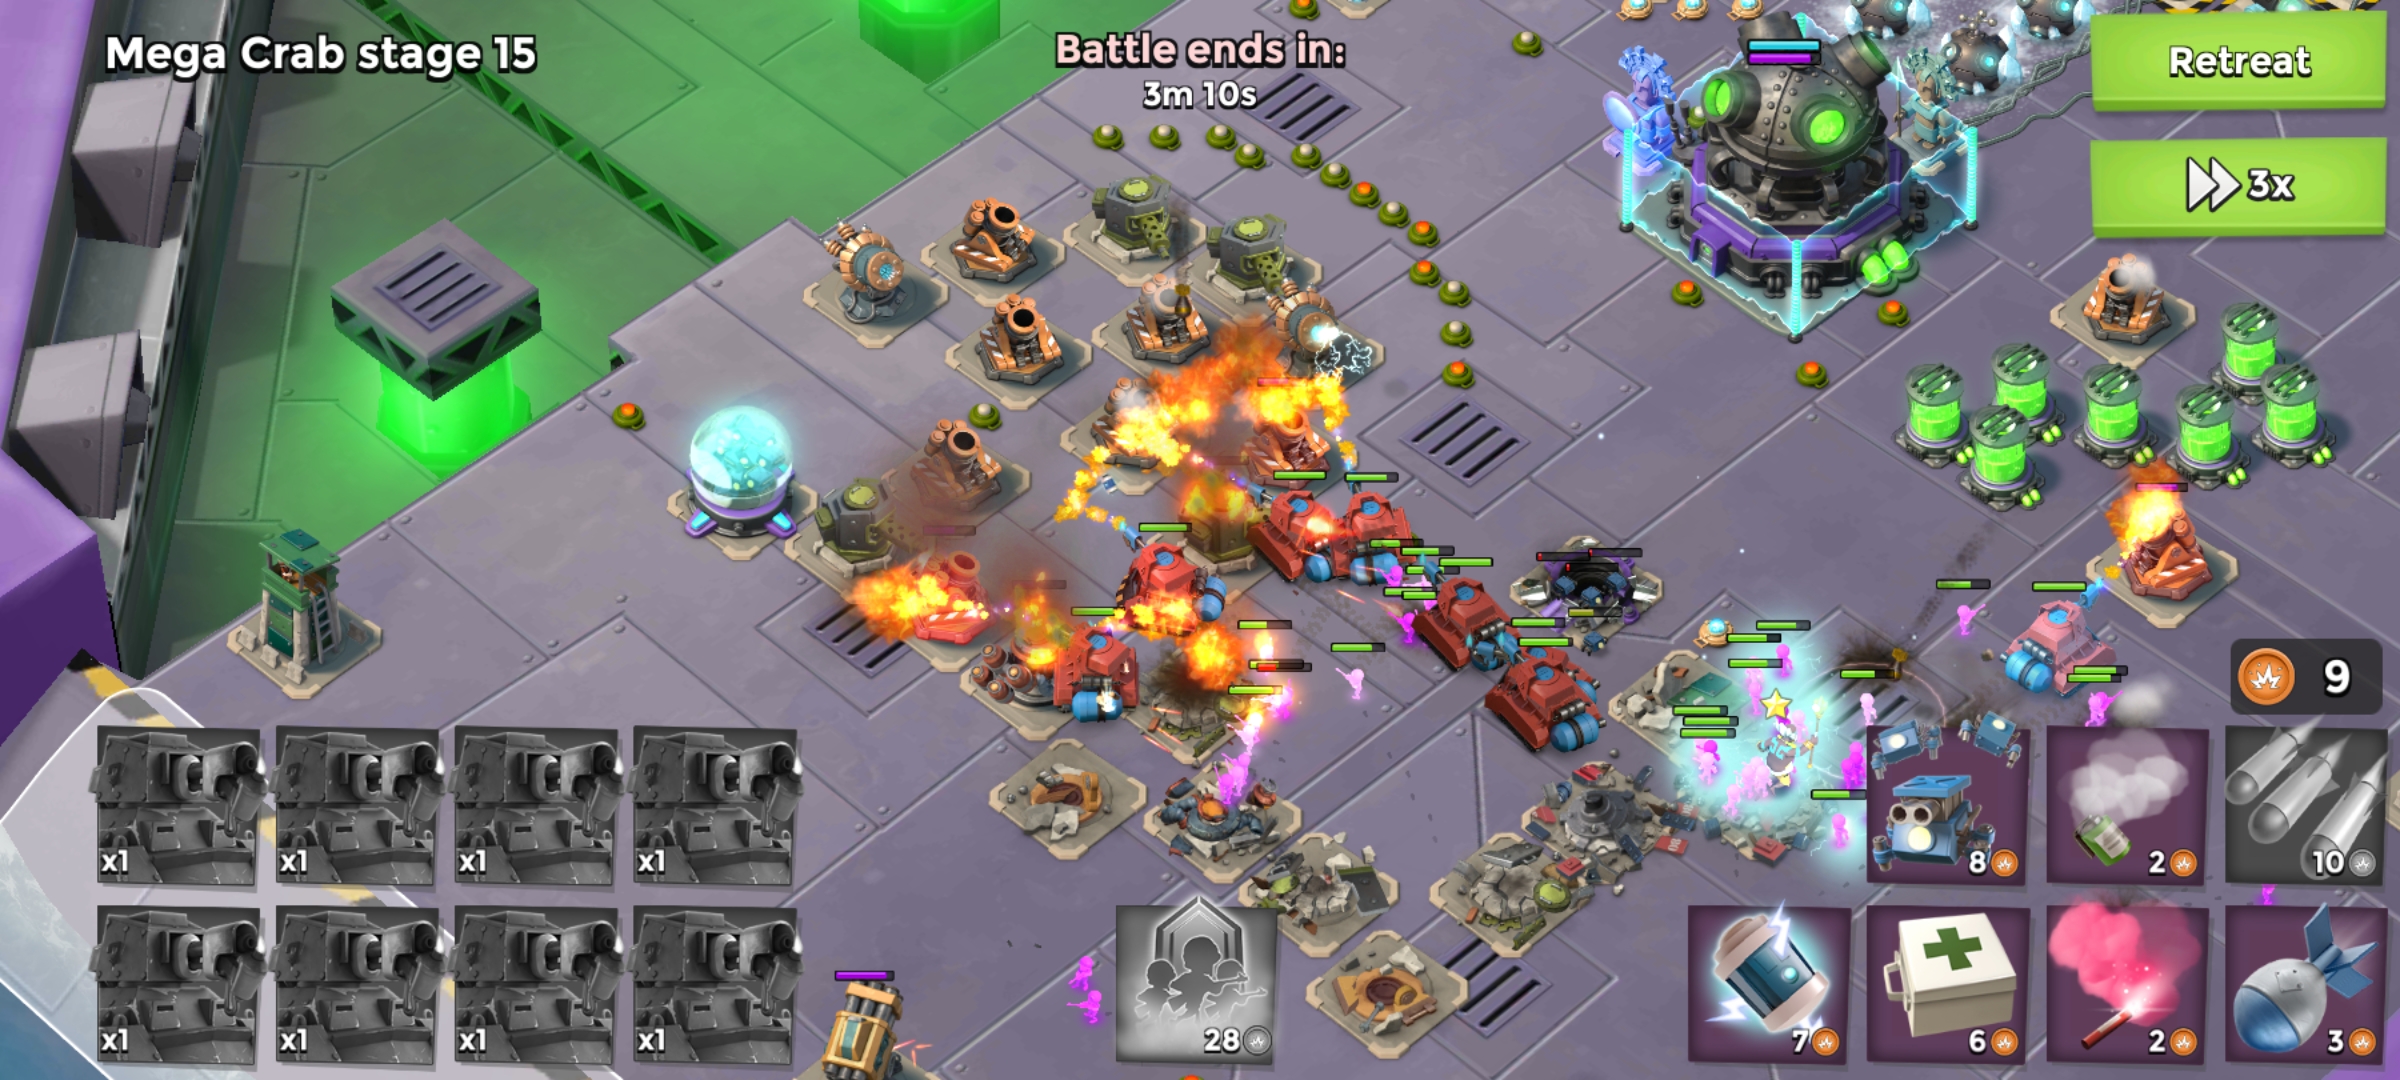 Mega Crab stage 15
Battle ends in:
3m 10s
Retreat
3x
9
x1
x1
x1
x1
8
2
10
x1
x1
x1
x1
28
7
6
2
3